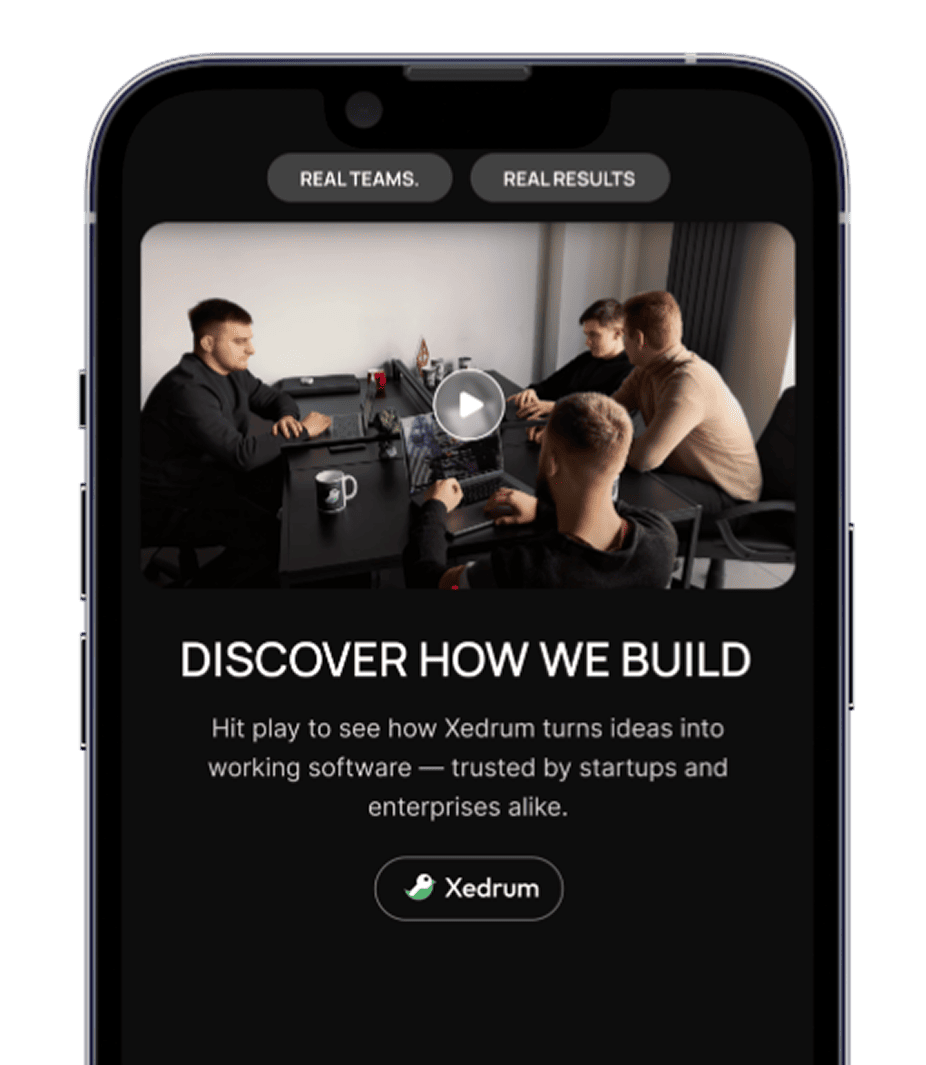 REAL TEAMS.
REAL RESULTS
DISCOVER HOW WE BUILD
Hit play to see how Xedrum turns ideas into
working software — trusted by startups and
enterprises alike.
Xedrum